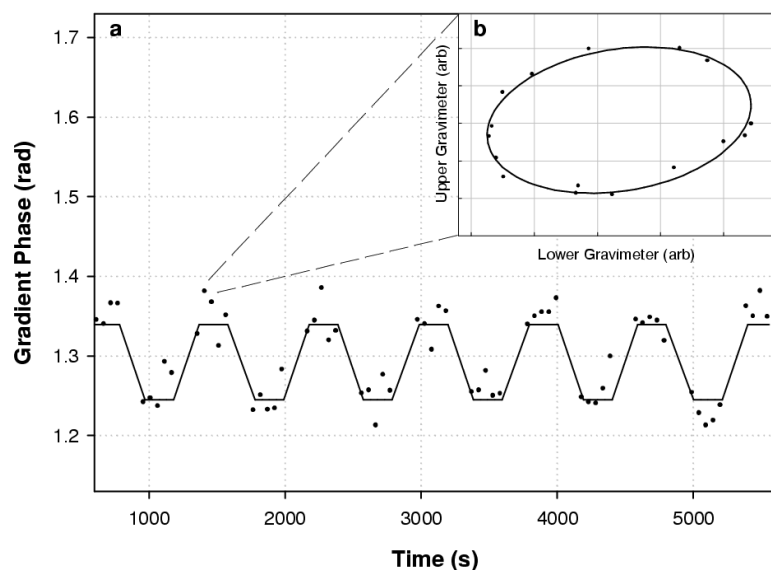 a
b
1.7
1.6
1.5
1.4
1.3
1.2
Gradient Phase (rad)
Upper Gravimeter (arb)
Lower Gravimeter (arb)
1000
2000
3000
4000
5000
Time (s)